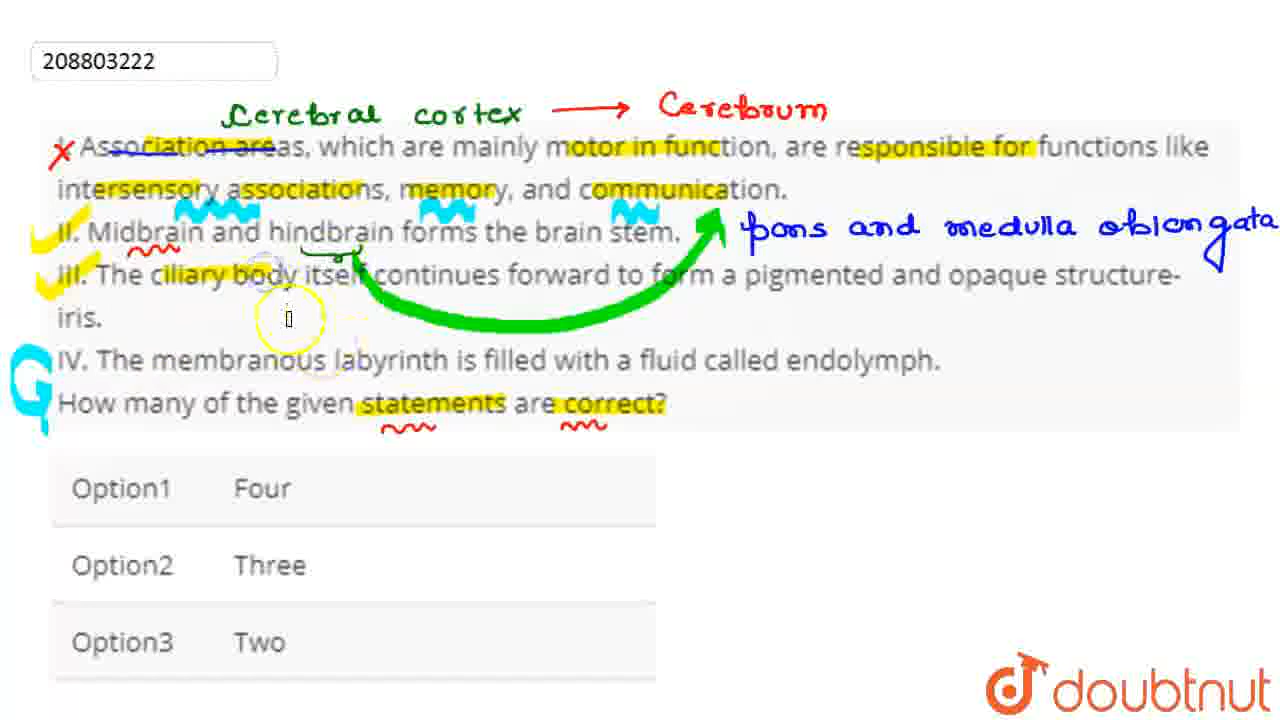 208803222
Cerebral cortex → Cerebrum
x Association areas, which are mainly motor in function, are responsible for functions like
intersensory associations, memory, and communication.
II. Midbrain and hindbrain forms the brain stem.
pons and medulla oblongata
III. The ciliary body itself continues forward to form a pigmented and opaque structure-
iris.
IV. The membranous labyrinth is filled with a fluid called endolymph.
How many of the given statements are correct?
Option1 Four
Option2 Three
Option3 Two
doubtnut